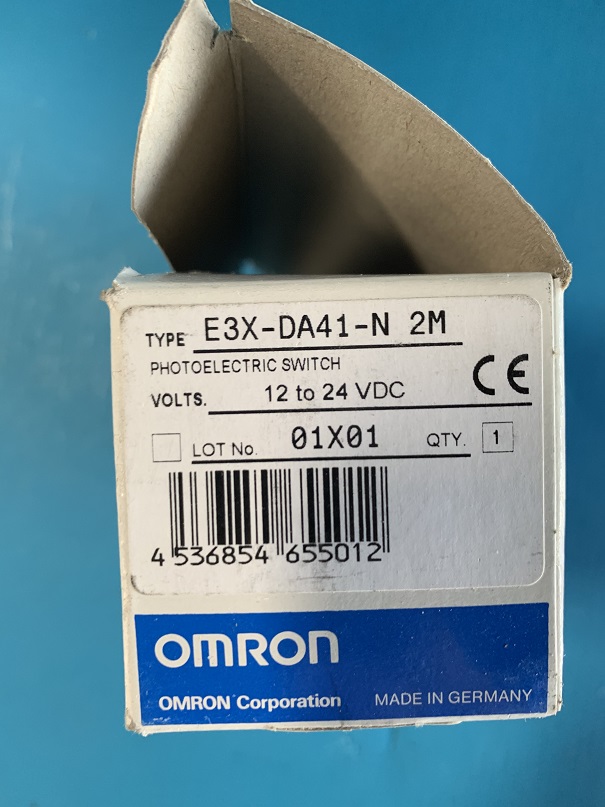 TYPE E3X-DA41-N 2M
PHOTOELECTRIC SWITCH
VOLTS. 12 to 24 VDC
CE
LOT No. 01X01 QTY. 1
4 536854 655012
OMRON
OMRON Corporation MADE IN GERMANY